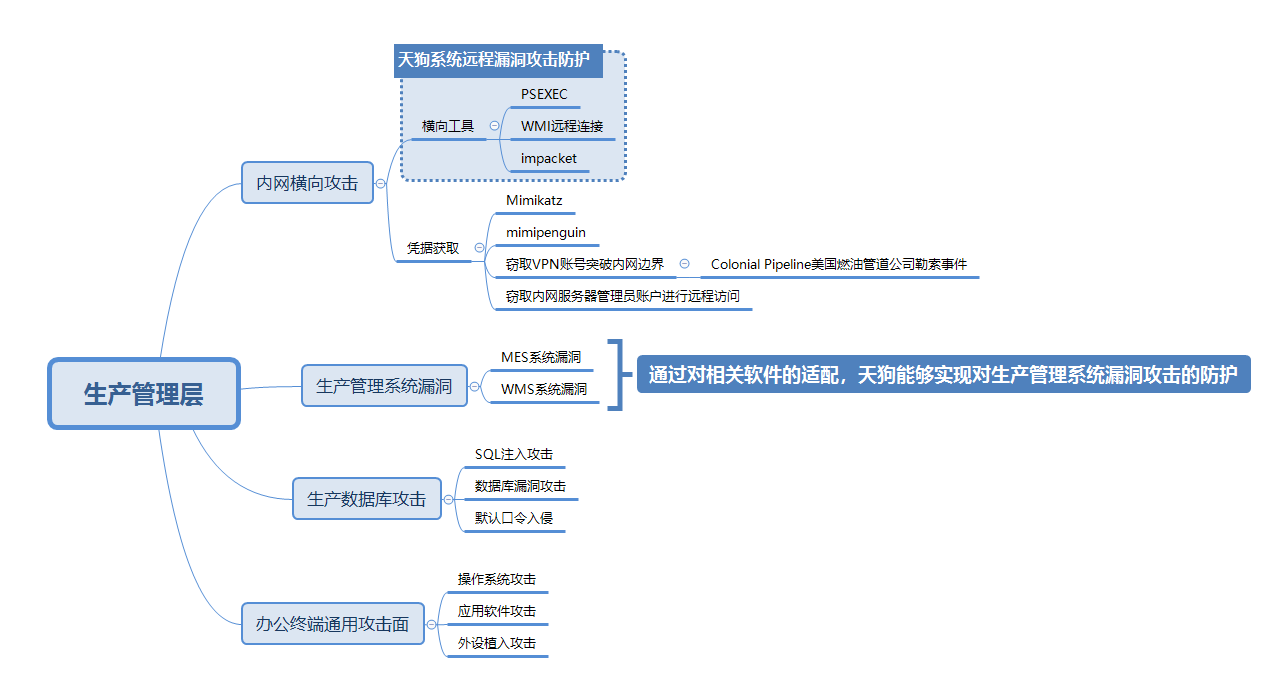 天狗系统远程漏洞攻击防护
PSEXEC
横向工具
WMI远程连接
impacket
内网横向攻击
Mimikatz
mimipenguin
凭据获取
窃取VPN账号突破内网边界
Colonial Pipeline美国燃油管道公司勒索事件
窃取内网服务器管理员账户进行远程访问
生产管理层
生产管理系统漏洞
MES系统漏洞
WMS系统漏洞
通过对相关软件的适配，天狗能够实现对生产管理系统漏洞攻击的防护
生产数据库攻击
SQL注入攻击
数据库漏洞攻击
默认口令入侵
办公终端通用攻击面
操作系统攻击
应用软件攻击
外设植入攻击